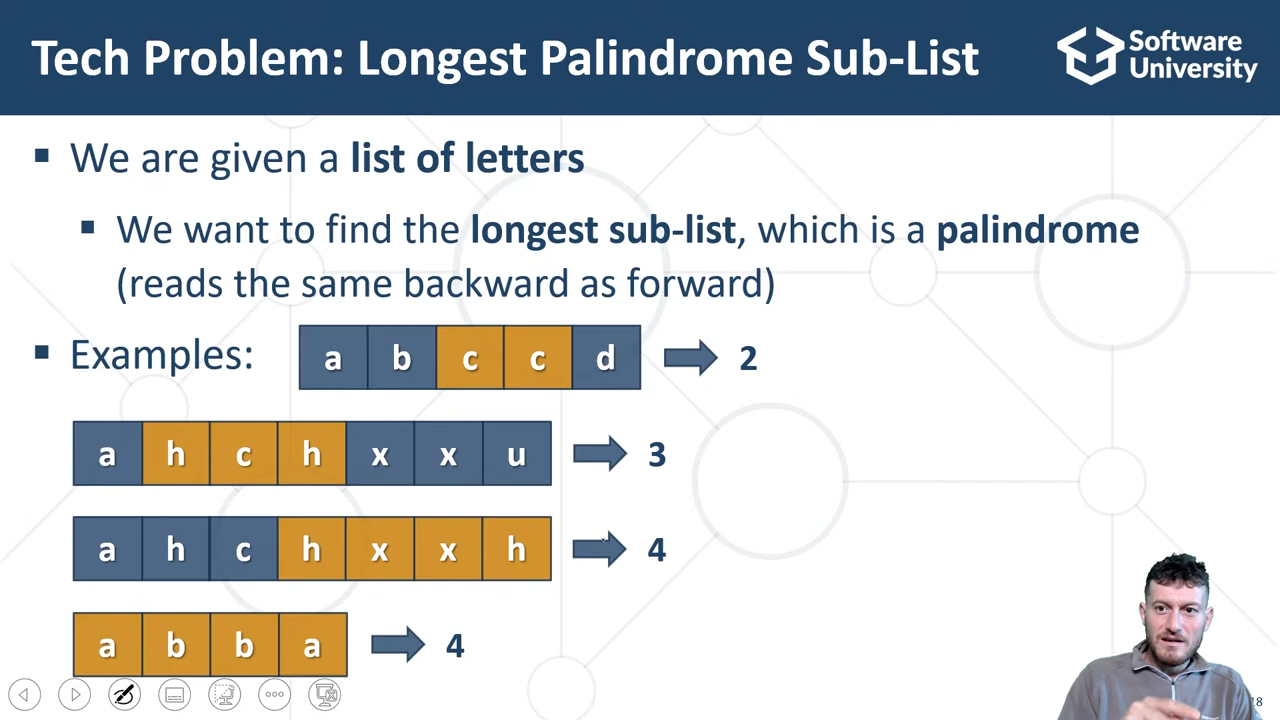 Tech Problem: Longest Palindrome Sub-List
Software
University
We are given a list of letters
We want to find the longest sub-list, which is a palindrome
(reads the same backward as forward)
Examples:
a b c c d 2
a h c h x x u 3
a h c h x x h 4
a b b a 4